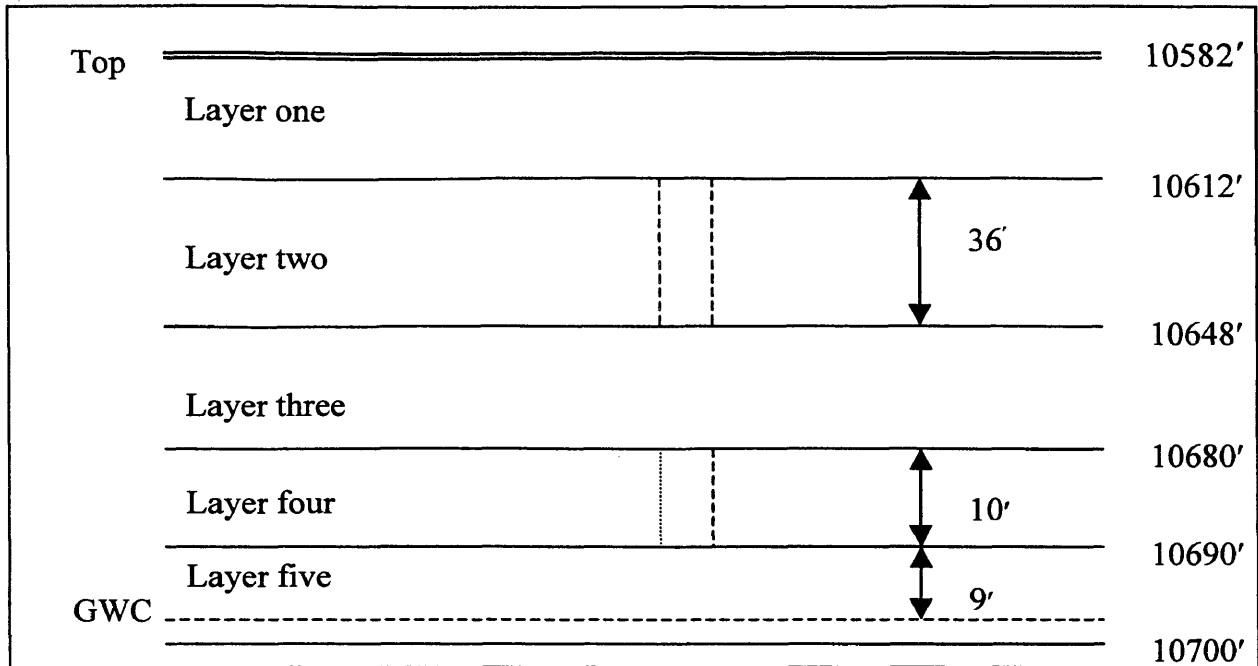 Top 10582′
Layer one
10612′
36′
Layer two
10648′
Layer three
10680′
Layer four 10′
10690′
Layer five
GWC 9′
10700′